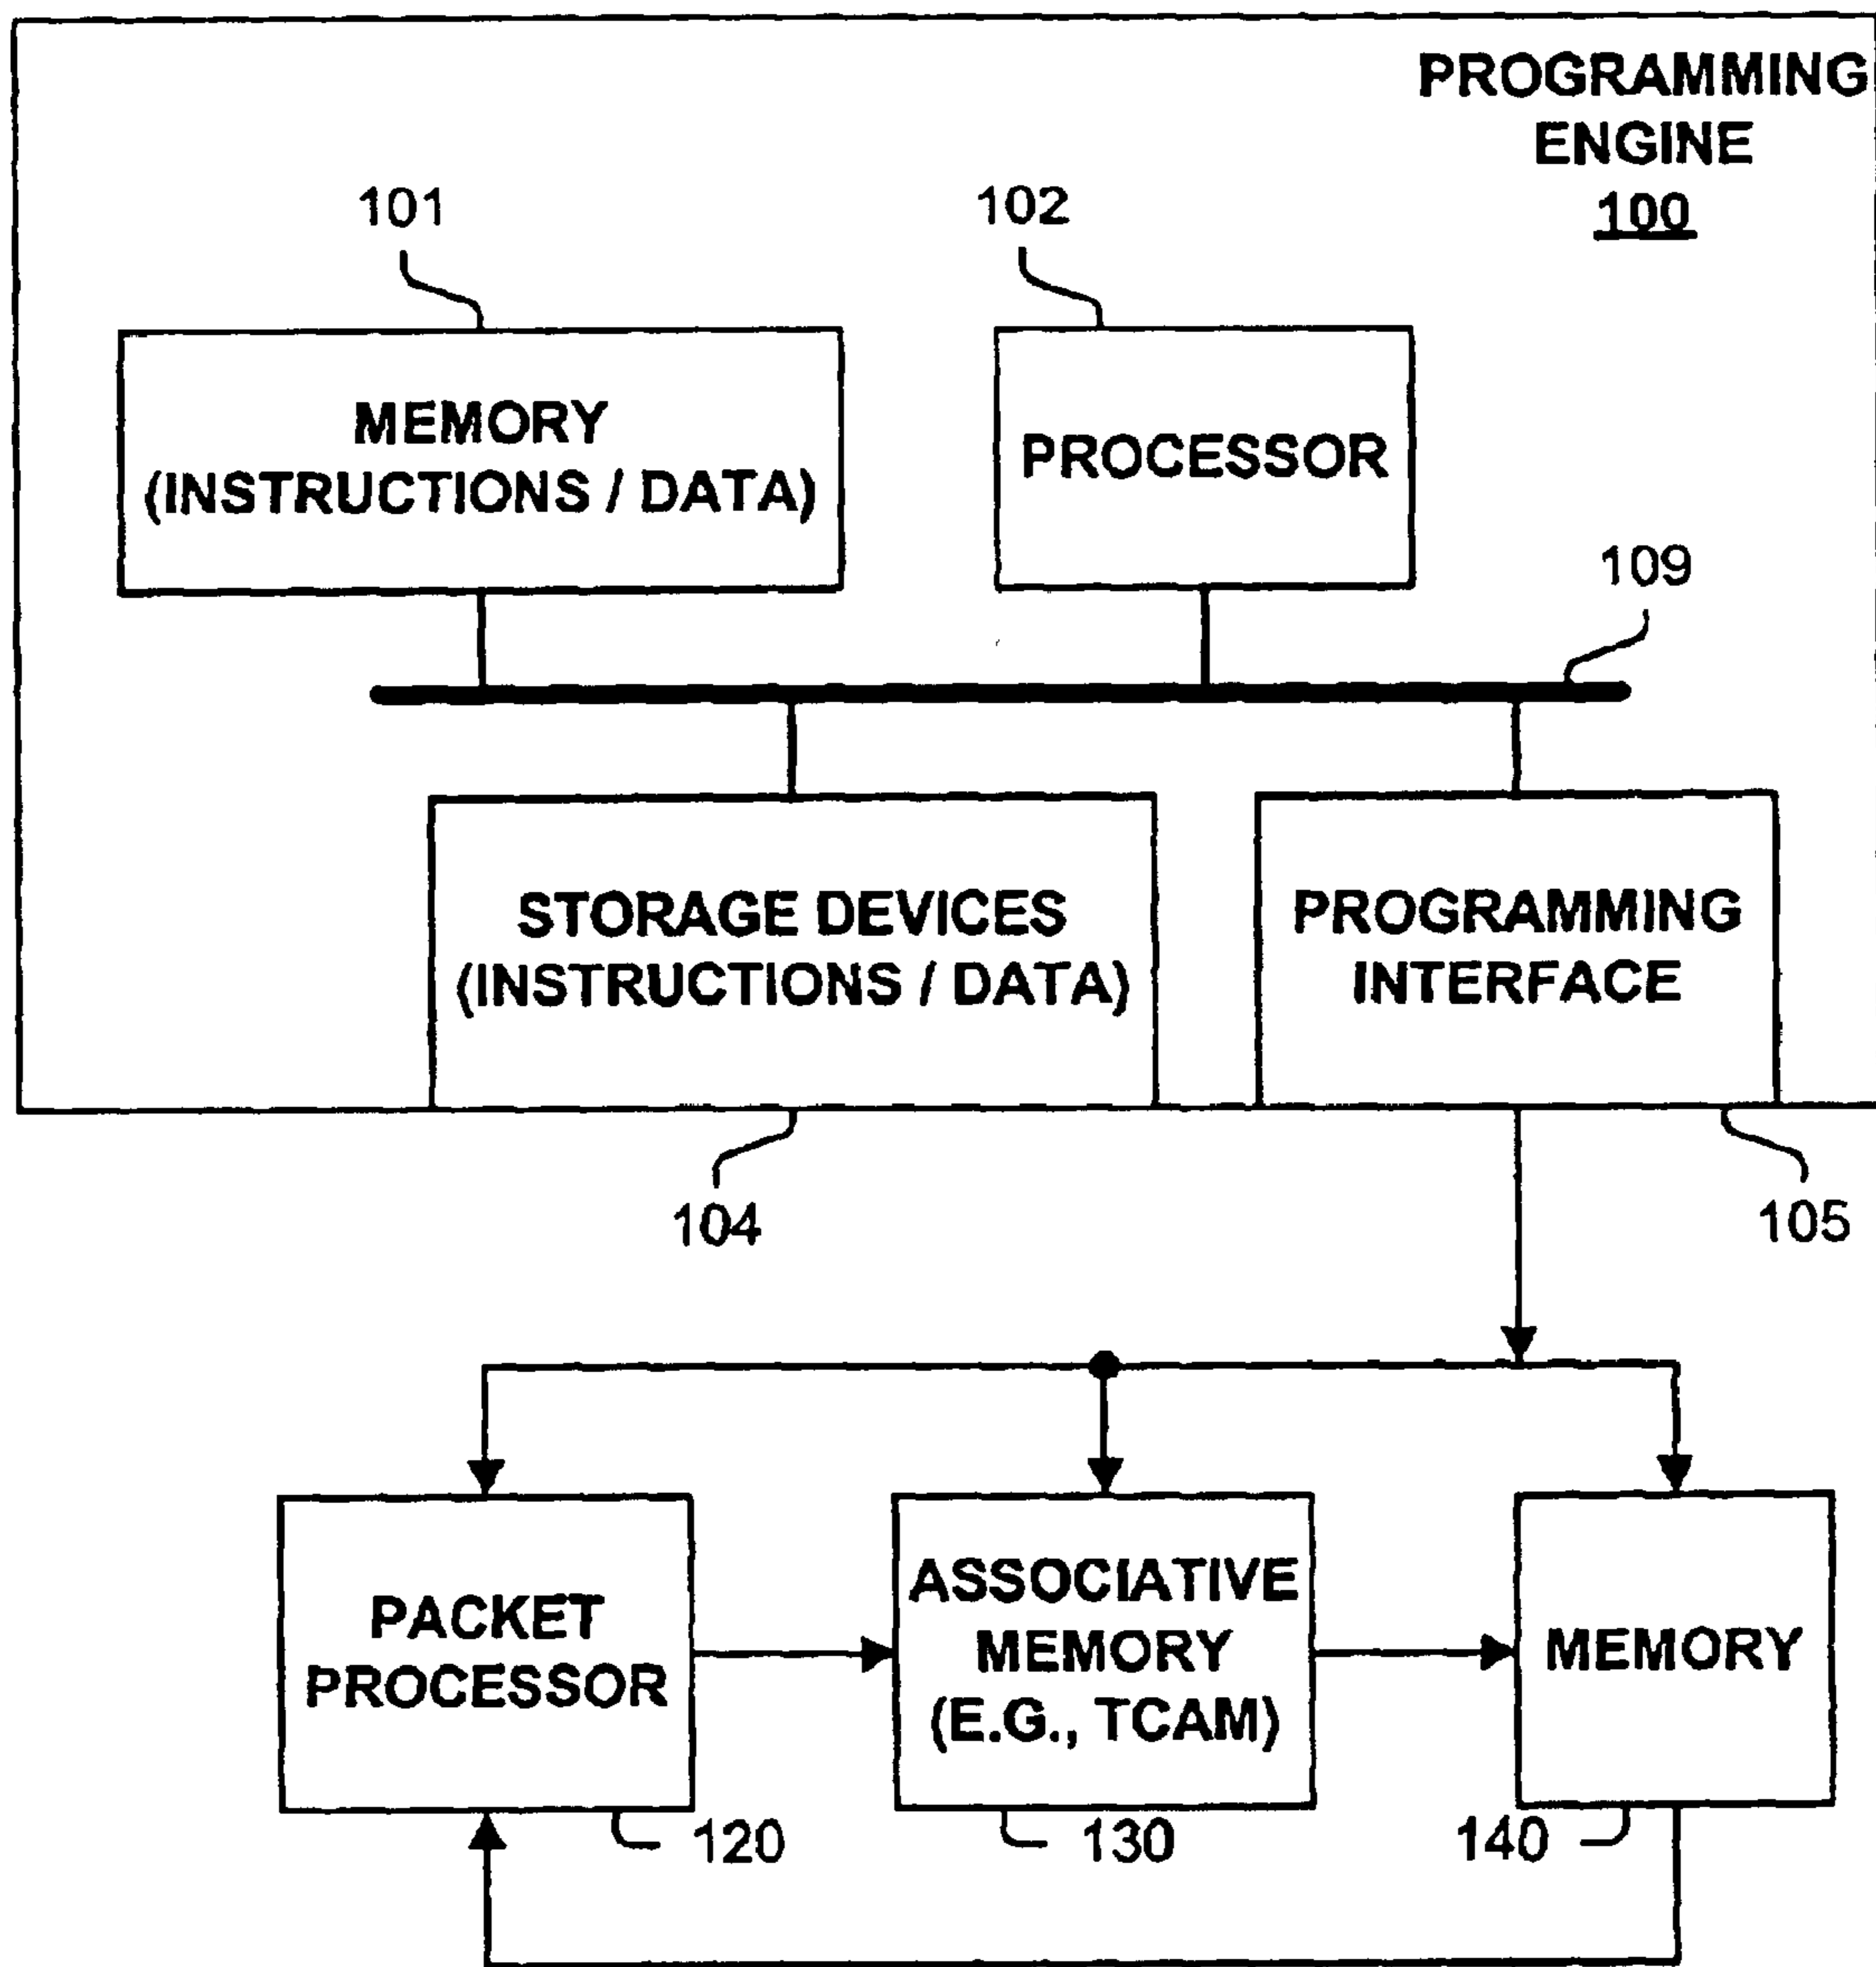 PROGRAMMING
ENGINE
100
101
102
MEMORY
(INSTRUCTIONS / DATA)
PROCESSOR
109
STORAGE DEVICES
(INSTRUCTIONS / DATA)
PROGRAMMING
INTERFACE
104
105
PACKET
PROCESSOR
ASSOCIATIVE
MEMORY
(E.G., TCAM)
MEMORY
120
130
140